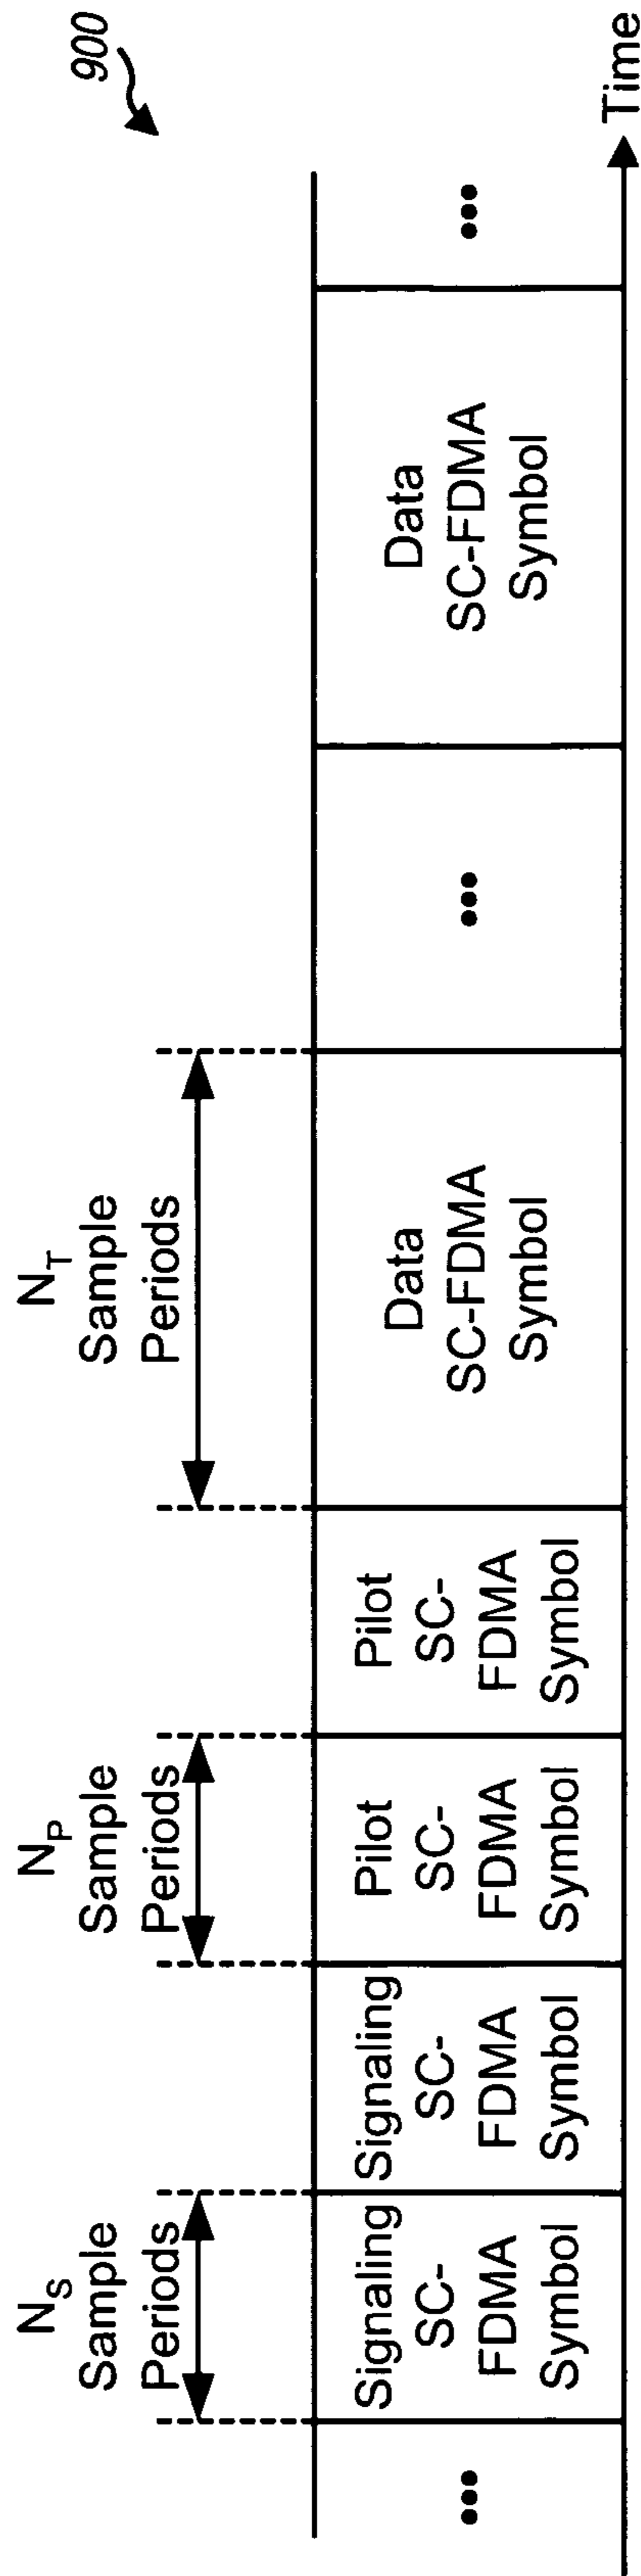 900
N_S
Sample
Periods
N_P
Sample
Periods
N_T
Sample
Periods
•••
Signaling
SC-
FDMA
Symbol
Signaling
SC-
FDMA
Symbol
Pilot
SC-
FDMA
Symbol
Pilot
SC-
FDMA
Symbol
Data
SC-FDMA
Symbol
•••
Data
SC-FDMA
Symbol
•••
Time